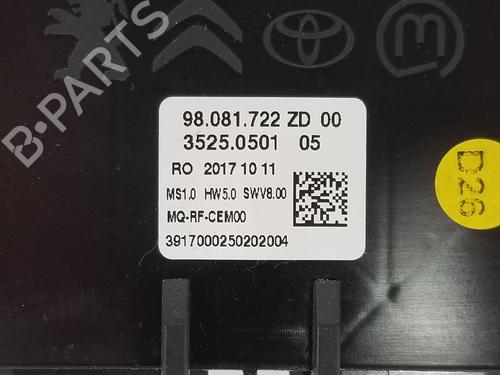 98.081.722 ZD 00
3525.0501 05
RO 2017 10 11
MS1.0 HW5.0 SWV8.00
MQ-RF-CEM00
3917000250202004
D26
B-PARTS